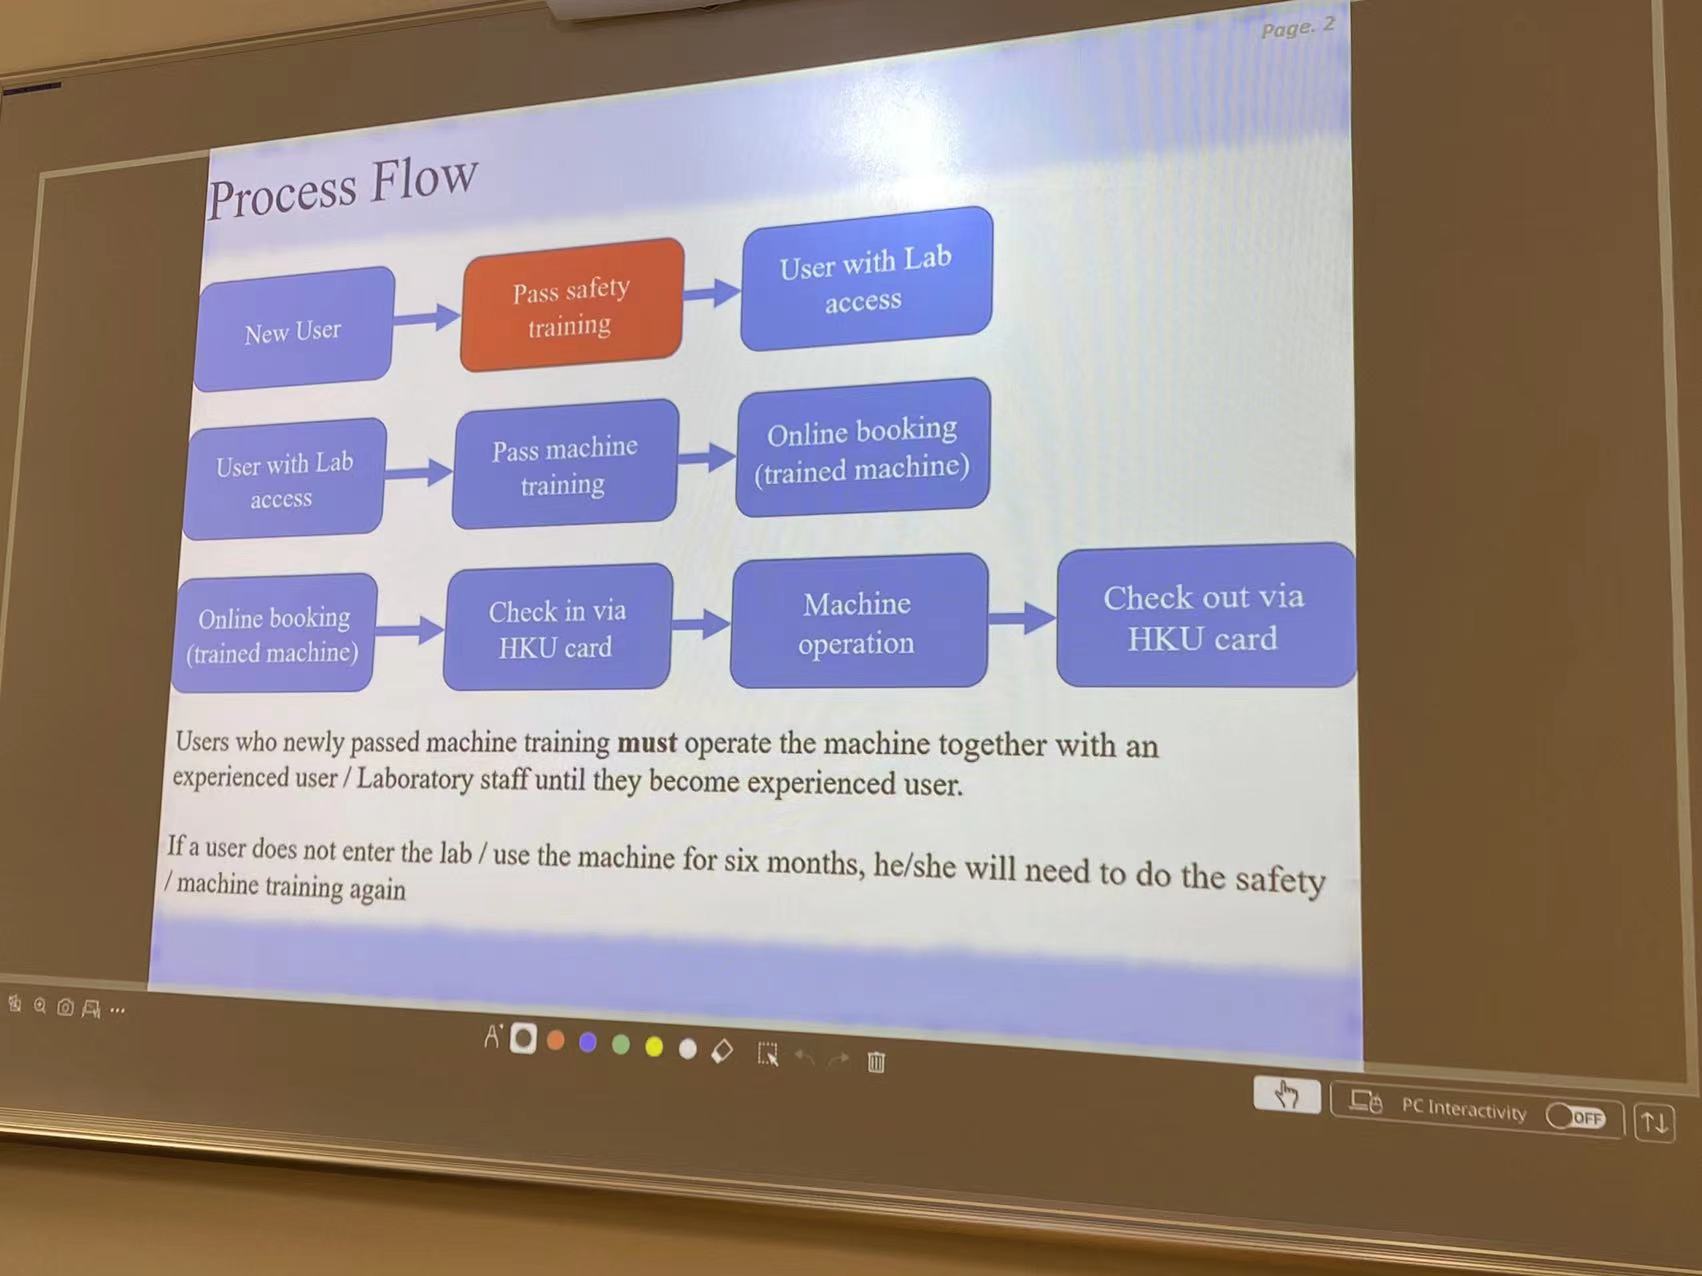 Page. 2
Process Flow
New User
Pass safety
training
User with Lab
access
User with Lab
access
Pass machine
training
Online booking
(trained machine)
Online booking
(trained machine)
Check in via
HKU card
Machine
operation
Check out via
HKU card
Users who newly passed machine training must operate the machine together with an
experienced user / Laboratory staff until they become experienced user.
If a user does not enter the lab / use the machine for six months, he/she will need to do the safety
/ machine training again
A
PC Interactivity
OFF